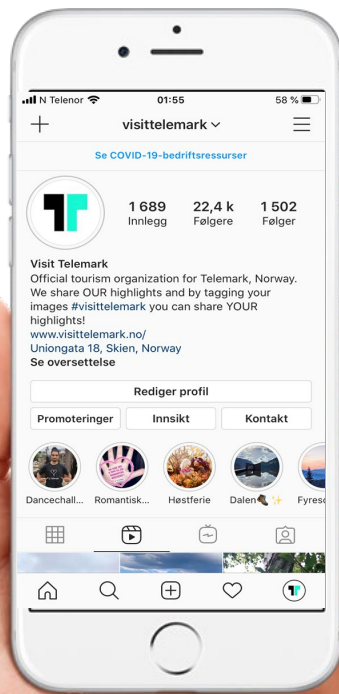 N Telenor 01:55 58 %
visittelemark
Se COVID-19-bedriftsressurser
1 689 22,4 k 1 502
Innlegg Følgere Følger
Visit Telemark
Official tourism organization for Telemark, Norway.
We share OUR highlights and by tagging your
images #visittelemark you can share YOUR
highlights!
www.visittelemark.no/
Uniongata 18, Skien, Norway
Se oversettelse
Rediger profil
Promoteringer Innsikt Kontakt
Dancechall... Romantisk... Høstferie Dalen Fyresd